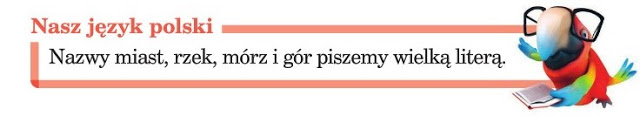 Nasz język polski
Nazwy miast, rzek, mórz i gór piszemy wielką literą.